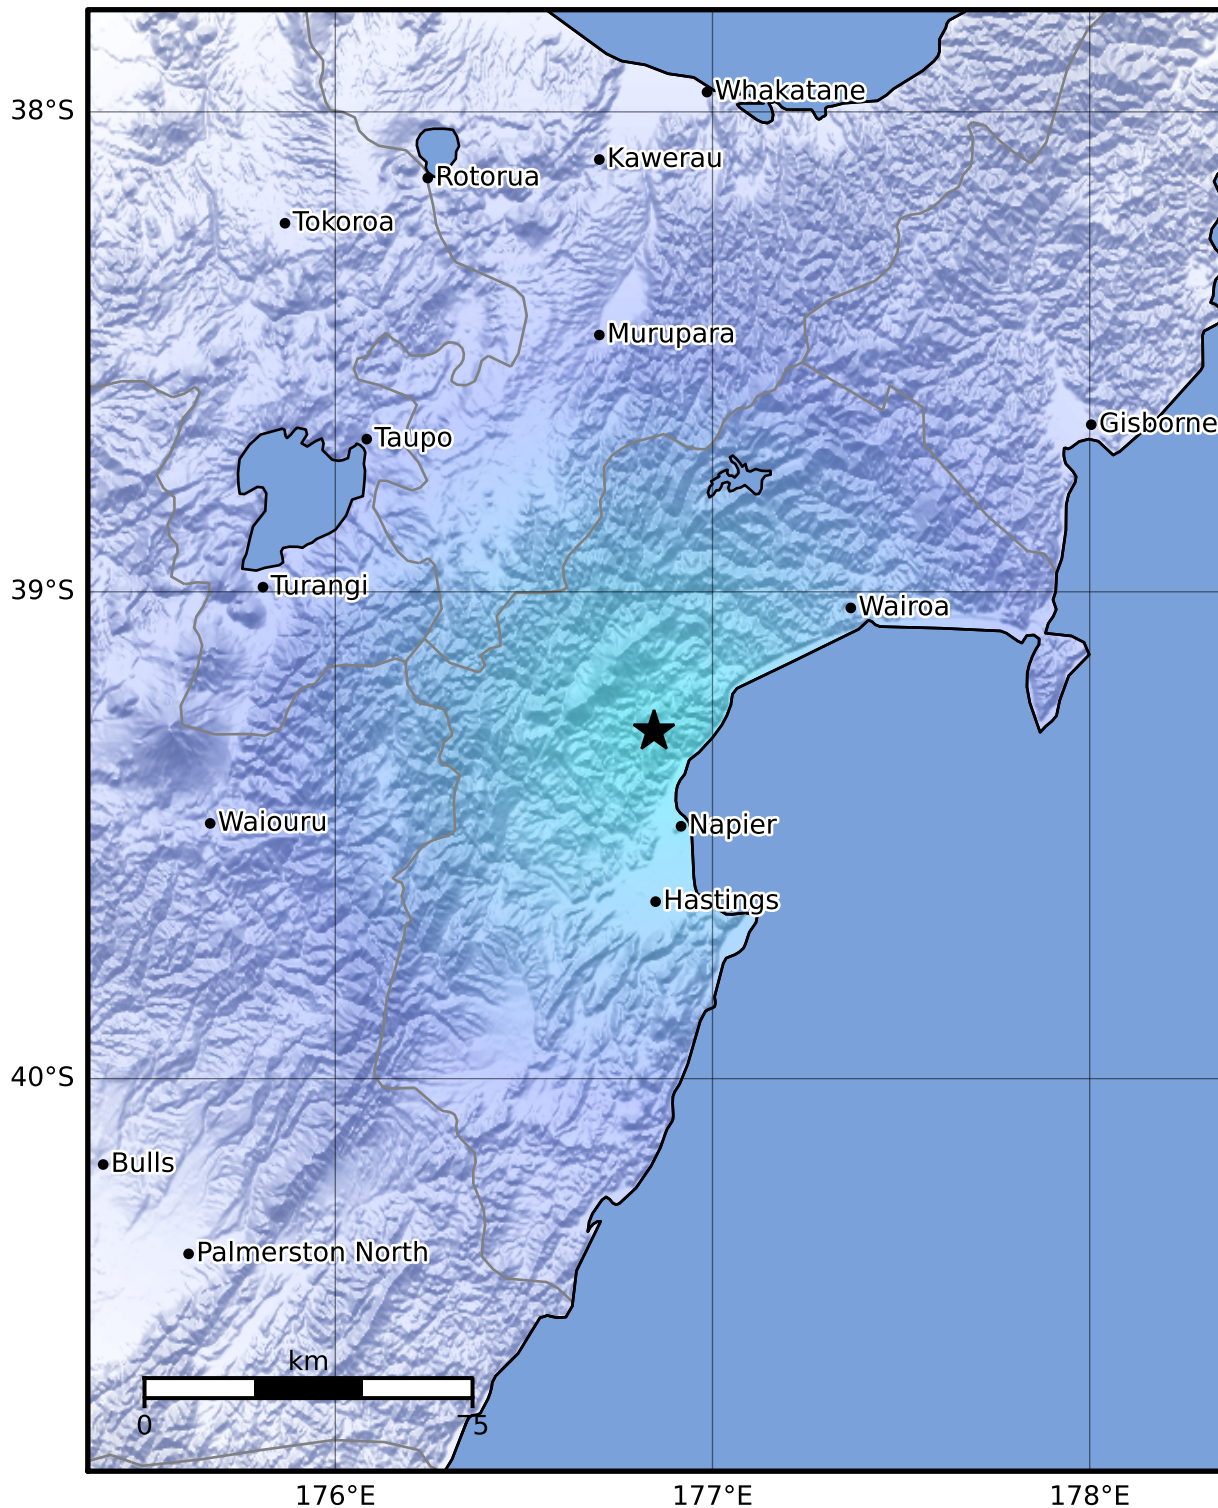 Whakatane
38°S
Kawerau
Rotorua
Tokoroa
Murupara
Gisborne
Taupo
39°S
Turangi
Wairoa
Waiouru
Napier
Hastings
40°S
Bulls
Palmerston North
km
0 75
176°E 177°E 178°E